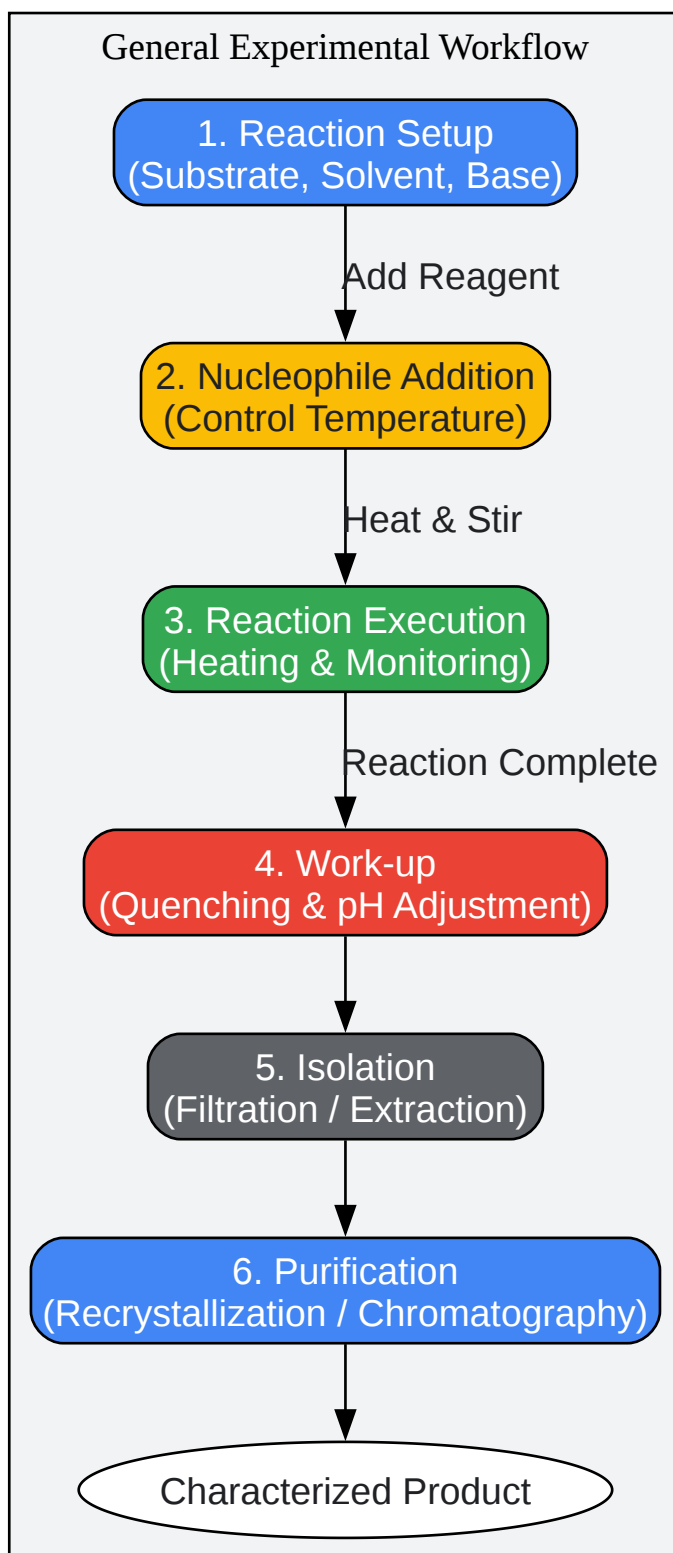 General Experimental Workflow
1. Reaction Setup
(Substrate, Solvent, Base)
Add Reagent
2. Nucleophile Addition
(Control Temperature)
Heat & Stir
3. Reaction Execution
(Heating & Monitoring)
Reaction Complete
4. Work-up
(Quenching & pH Adjustment)
5. Isolation
(Filtration / Extraction)
6. Purification
(Recrystallization / Chromatography)
Characterized Product